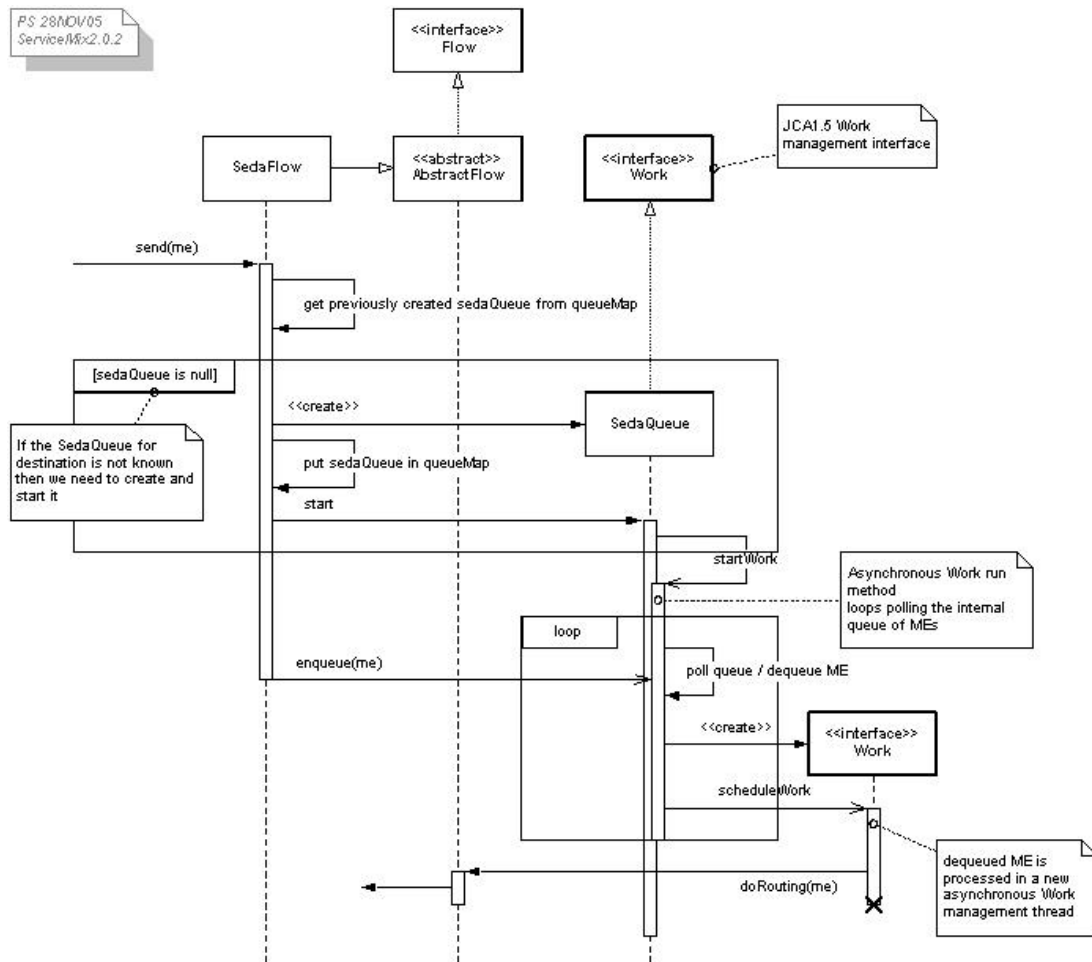 PS 28NOV05
ServiceMix2.0.2
<<interface>>
Flow
JCA1.5 Work
management interface
SedaFlow
<<abstract>>
AbstractFlow
<<interface>>
Work
send(me)
get previously created sedaQueue from queueMap
[sedaQueue is null]
<<create>>
SedaQueue
If the SedaQueue for
destination is not known
then we need to create and
start it
put sedaQueue in queueMap
start
startWork
Asynchronous Work run
method
loops polling the internal
queue of MEs
loop
enqueue(me)
poll queue / dequeue ME
<<create>>
<<interface>>
Work
scheduleWork
dequeued ME is
processed in a new
asynchronous Work
management thread
doRouting(me)